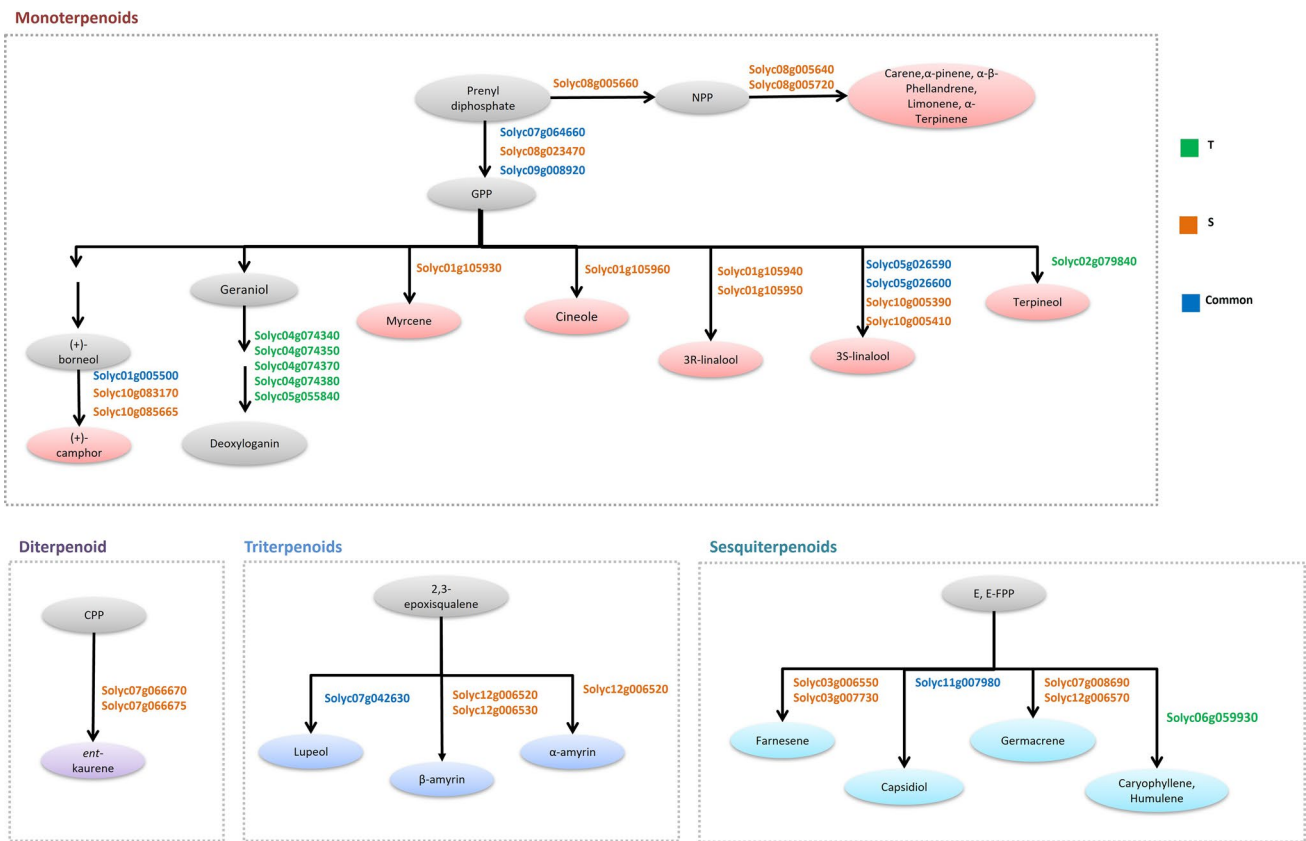 Monoterpenoids
Prenyl
diphosphate
Solyc08g005660
NPP
Solyc08g005640
Solyc08g005720
Carene,α-pinene, α-β-
Phellandrene,
Limonene, α-
Terpinene
Solyc07g064660
Solyc08g023470
Solyc09g008920
GPP
T
S
Common
Geraniol
Solyc01g105930
Myrcene
Solyc01g105960
Cineole
Solyc01g105940
Solyc01g105950
3R-linalool
Solyc05g026590
Solyc05g026600
Solyc10g005390
Solyc10g005410
3S-linalool
Solyc02g079840
Terpineol
(+)-
borneol
Solyc01g005500
Solyc10g083170
Solyc10g085665
(+)-
camphor
Solyc04g074340
Solyc04g074350
Solyc04g074370
Solyc04g074380
Solyc05g055840
Deoxyloganin
Diterpenoid
CPP
Solyc07g066670
Solyc07g066675
ent-
kaurene
Triterpenoids
2,3-
epoxisqualene
Solyc07g042630
Lupeol
Solyc12g006520
Solyc12g006530
β-amyrin
Solyc12g006520
α-amyrin
Sesquiterpenoids
E, E-FPP
Solyc03g006550
Solyc03g007730
Farnesene
Solyc11g007980
Capsidiol
Solyc07g008690
Solyc12g006570
Germacrene
Solyc06g059930
Caryophyllene,
Humulene